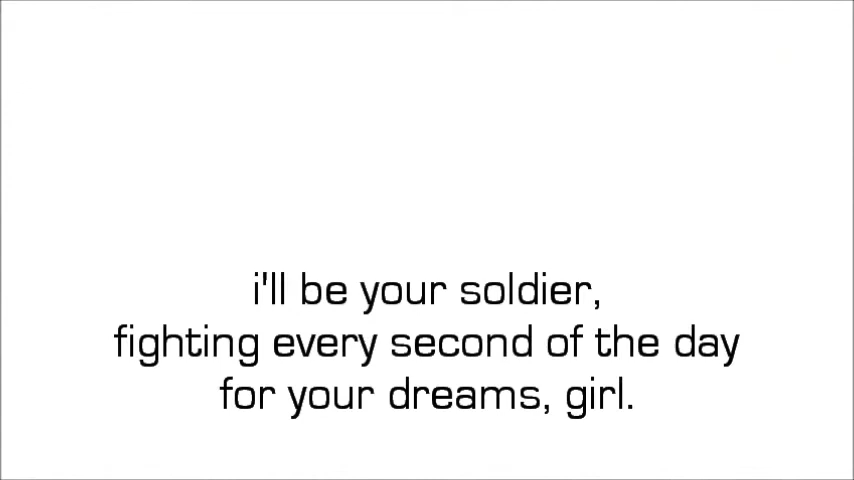 i'll be your soldier,
fighting every second of the day
for your dreams, girl.